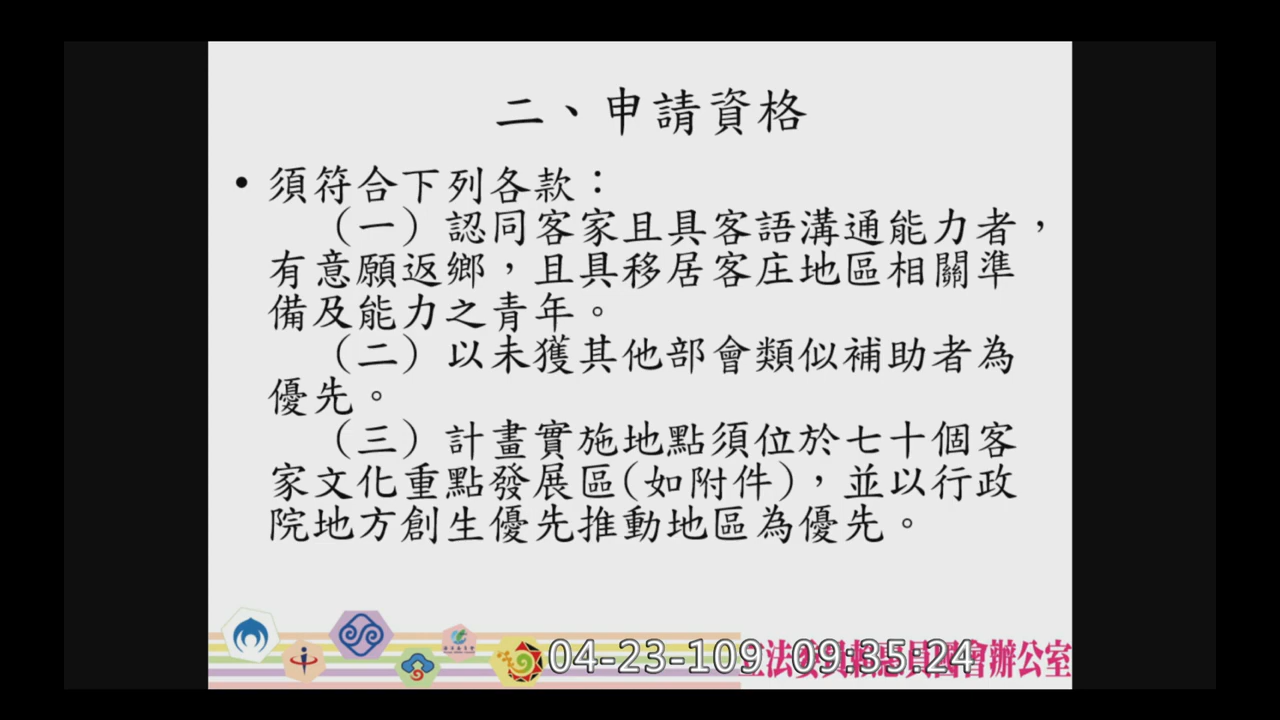 二、申請資格
• 須符合下列各款：
（一）認同客家且具客語溝通能力者，
有意願返鄉，且具移居客庄地區相關準
備及能力之青年。
（二）以未獲其他部會類似補助者為
優先。
（三）計畫實施地點須位於七十個客
家文化重點發展區(如附件)，並以行政
院地方創生優先推動地區為優先。
04-23-109 09:35:24
會辦公室